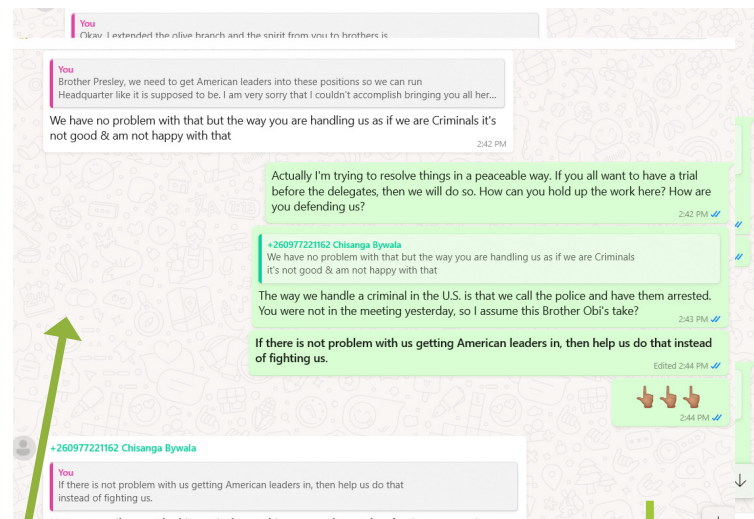 You
Okay, I extended the olive branch and the spirit from you to brothers is
You
Brother Presley, we need to get American leaders into these positions so we can run
Headquarter like it is supposed to be. I am very sorry that I couldn't accomplish bringing you all her...
We have no problem with that but the way you are handling us as if we are Criminals it's
not good & am not happy with that
2:42 PM
Actually I'm trying to resolve things in a peaceable way. If you all want to have a trial
before the delegates, then we will do so. How can you hold up the work here? How are
you defending us?
2:42 PM
+260977221162 Chisanga Bywala
We have no problem with that but the way you are handling us as if we are Criminals
it's not good & am not happy with that
The way we handle a criminal in the U.S. is that we call the police and have them arrested.
You were not in the meeting yesterday, so I assume this Brother Obi's take?
2:43 PM
If there is not problem with us getting American leaders in, then help us do that instead
of fighting us.
Edited 2:44 PM
2:44 PM
+260977221162 Chisanga Bywala
You
If there is not problem with us getting American leaders in, then help us do that
instead of fighting us.